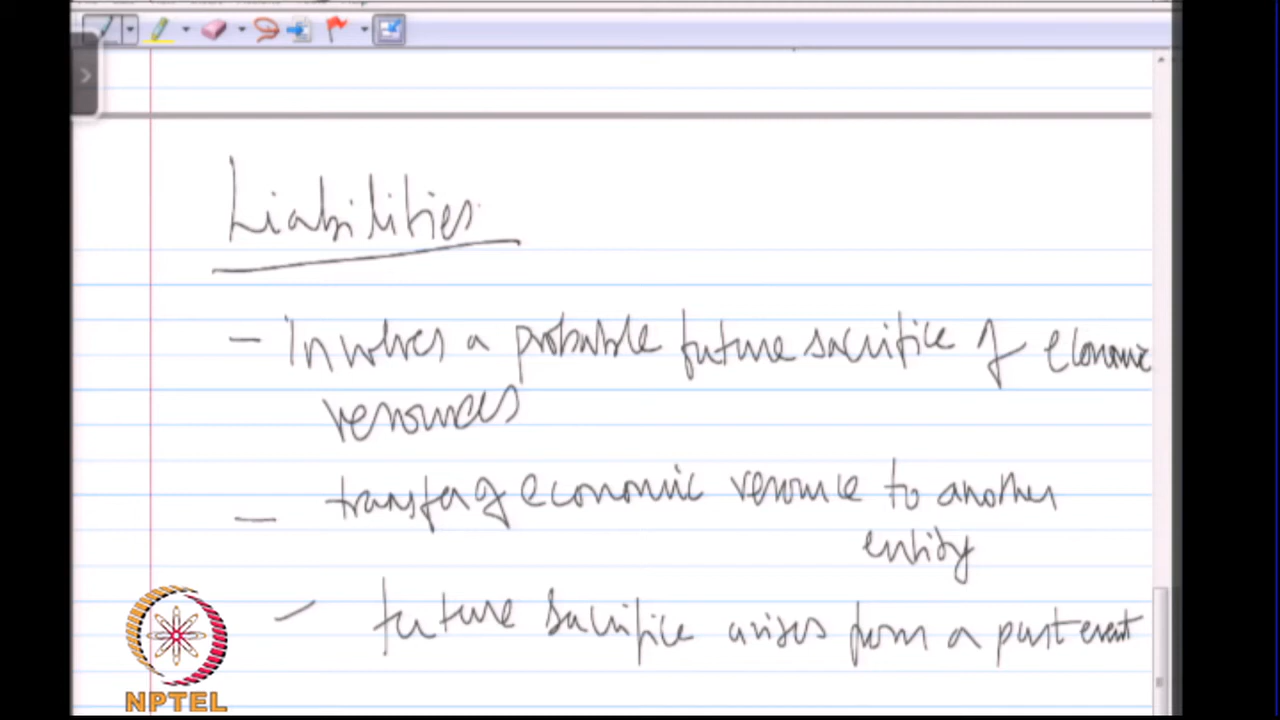 Liabilities
- Involves a probable future sacrifice of economic
resources
- transfer of economic resource to another
entity
- future sacrifice arises from a past event
NPTEL